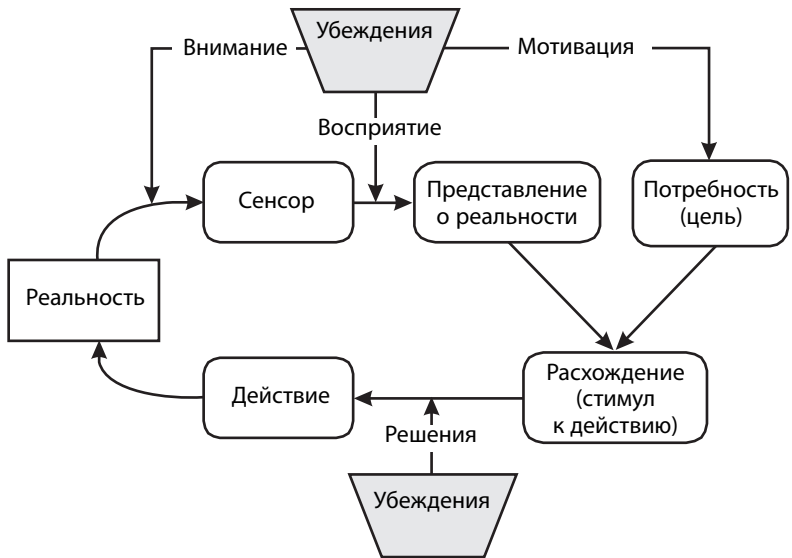 Убеждения
Внимание
Мотивация
Восприятие
Сенсор
Представление
о реальности
Потребность
(цель)
Реальность
Действие
Расхождение
(стимул
к действию)
Решения
Убеждения